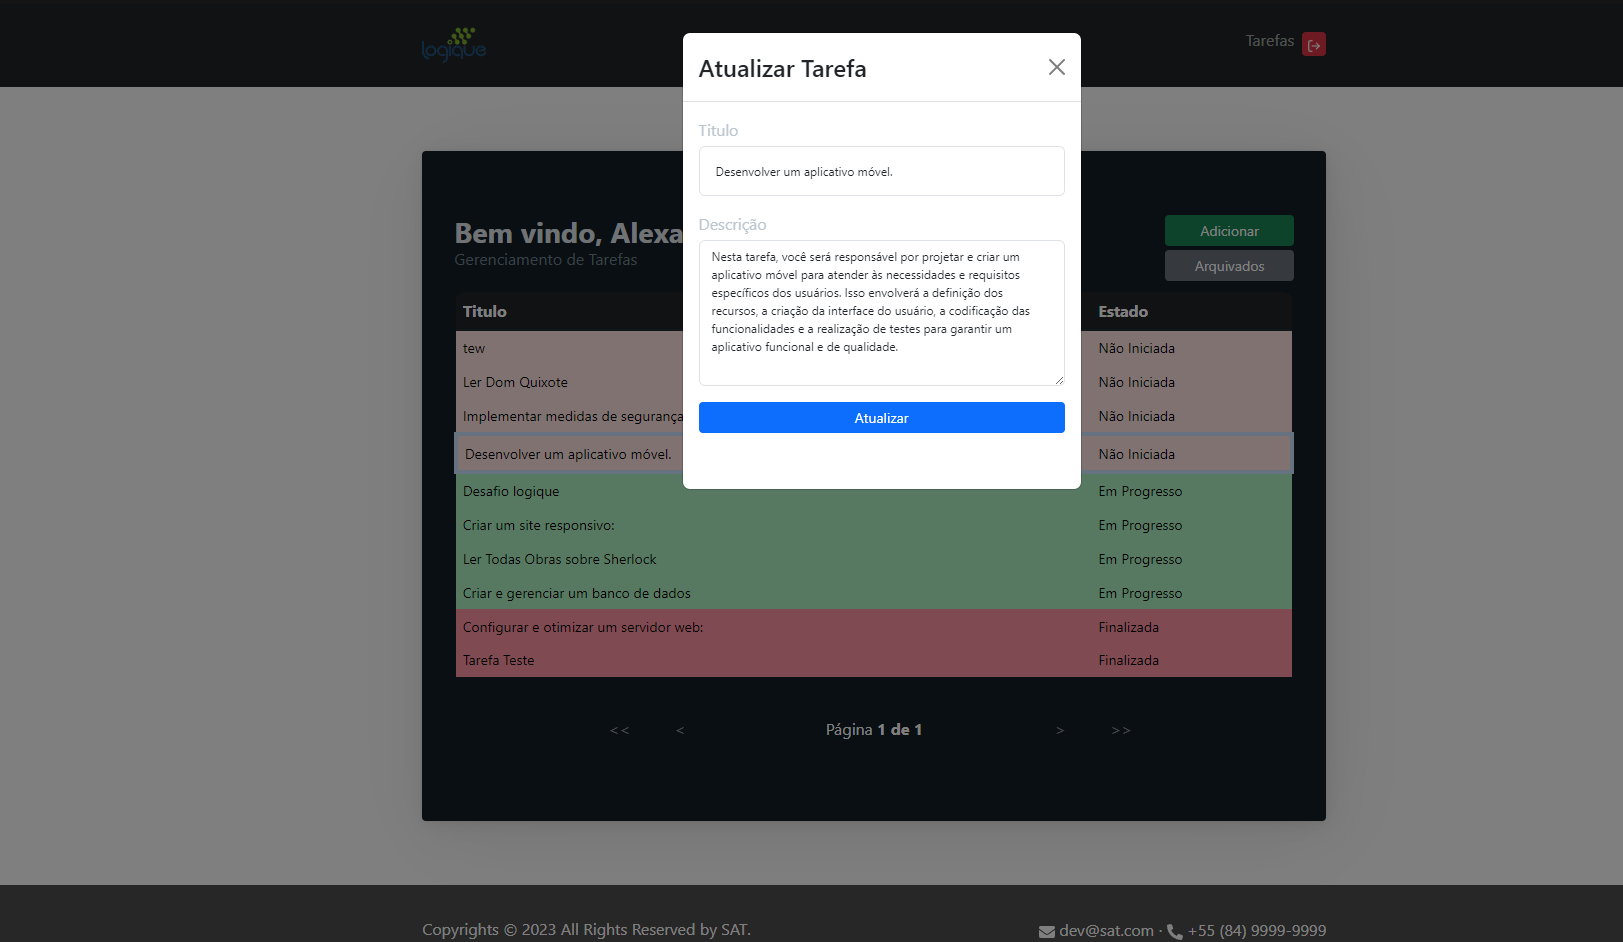 logique
Tarefas
Atualizar Tarefa
Titulo
Desenvolver um aplicativo móvel.
Descrição
Nesta tarefa, você será responsável por projetar e criar um
aplicativo móvel para atender às necessidades e requisitos
específicos dos usuários. Isso envolverá a definição dos
recursos, a criação da interface do usuário, a codificação das
funcionalidades e a realização de testes para garantir um
aplicativo funcional e de qualidade.
Atualizar
Bem vindo, Alexa
Gerenciamento de Tarefas
Adicionar
Arquivados
Titulo Estado
tew Não Iniciada
Ler Dom Quixote Não Iniciada
Implementar medidas de segurança Não Iniciada
Desenvolver um aplicativo móvel. Não Iniciada
Desafio logique Em Progresso
Criar um site responsivo: Em Progresso
Ler Todas Obras sobre Sherlock Em Progresso
Criar e gerenciar um banco de dados Em Progresso
Configurar e otimizar um servidor web: Finalizada
Tarefa Teste Finalizada
<< < Página 1 de 1 > >>
Copyrights © 2023 All Rights Reserved by SAT. dev@sat.com · +55 (84) 9999-9999